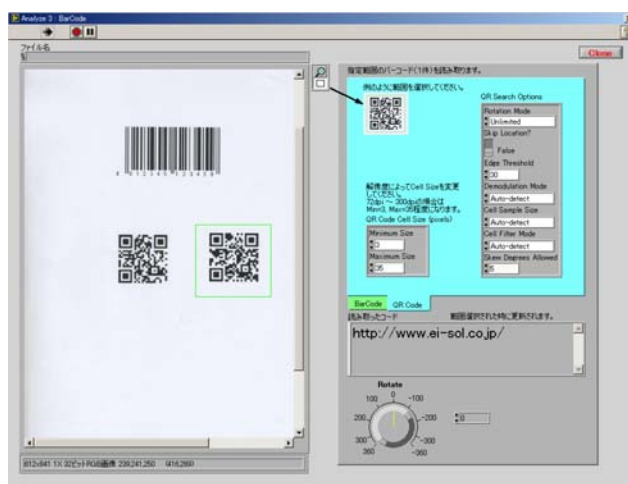 Analyze 3 : BarCode
ファイル名
Close
指定範囲のバーコード(1件)を読み取ります。
例のように範囲を選択してください。
QR Search Options
Rotation Mode
Unlimited
Skip Location?
False
Edge Threshold
30
Demodulation Mode
Auto-detect
Cell Sample Size
Auto-detect
Cell Filter Mode
Auto-detect
Skew Degrees Allowed
5
解像度によってCell Sizeを変更
してください。
72dpi ～ 300dpiの場合は
Min=3, Max=35程度になります。
QR Code Cell Size (pixels)
Minimum Size
3
Maximum Size
35
BarCode
QR Code
読み取ったコード
範囲選択された時に更新されます。
http://www.ei-sol.co.jp/
Rotate
0
100
-100
200
-200
300
-300
360
-360
0